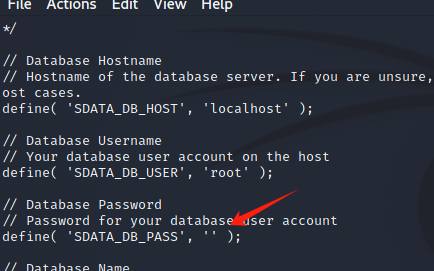 File Actions Edit View Help
*/
// Database Hostname
// Hostname of the database server. If you are unsure,
ost cases.
define( 'SDATA_DB_HOST', 'localhost' );
// Database Username
// Your database user account on the host
define( 'SDATA_DB_USER', 'root' );
// Database Password
// Password for your database user account
define( 'SDATA_DB_PASS', '' );
// Database Name